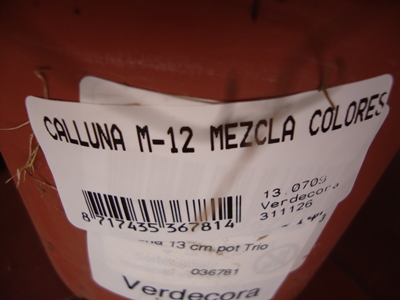 CALLUNA M-12 MEZCLA COLORES
13.0705
Verdecora
311126
8 717435 367814
13 cm pot Trio
036781
Verdecora